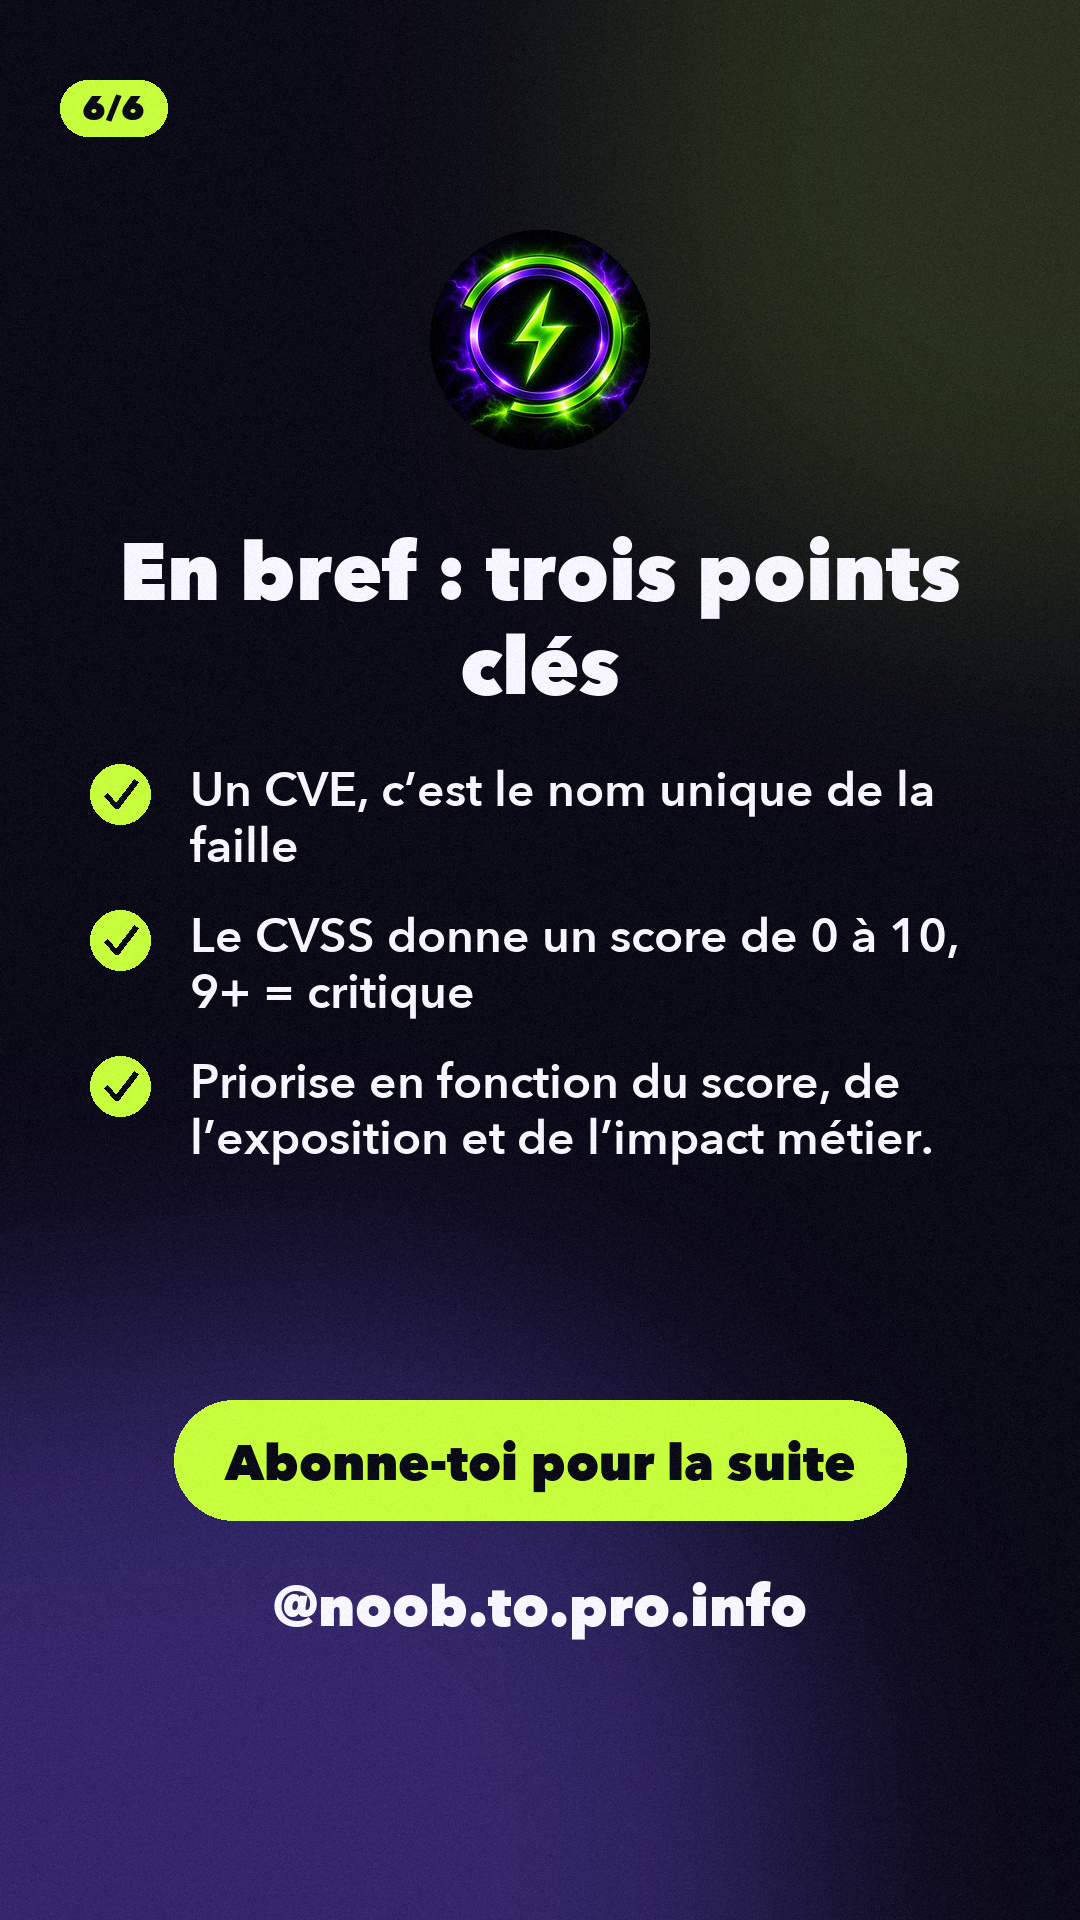 6/6
En bref : trois points
clés
Un CVE, c’est le nom unique de la
faille
Le CVSS donne un score de 0 à 10,
9+ = critique
Priorise en fonction du score, de
l’exposition et de l’impact métier.
Abonne-toi pour la suite
@noob.to.pro.info